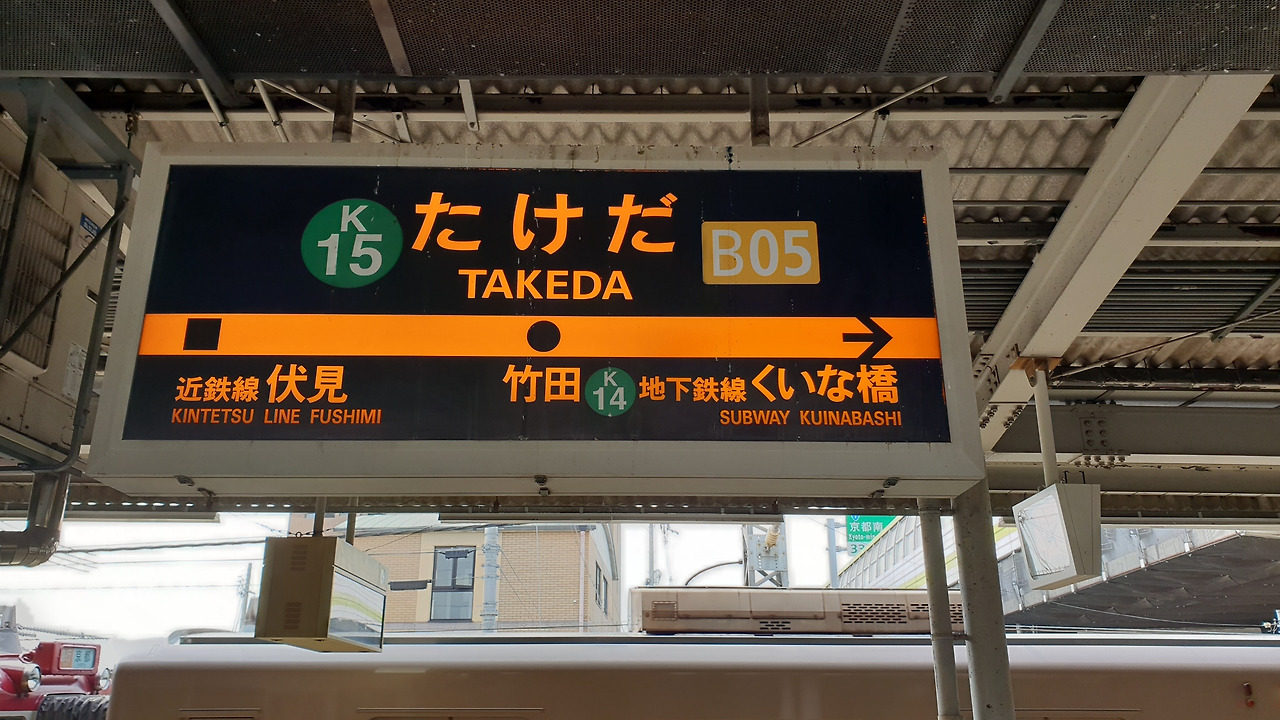 K
15
たけだ
TAKEDA
B05
近鉄線 伏見
KINTETSU LINE FUSHIMI
竹田
K
14
地下鉄線 くいな橋
SUBWAY KUINABASHI
京都南